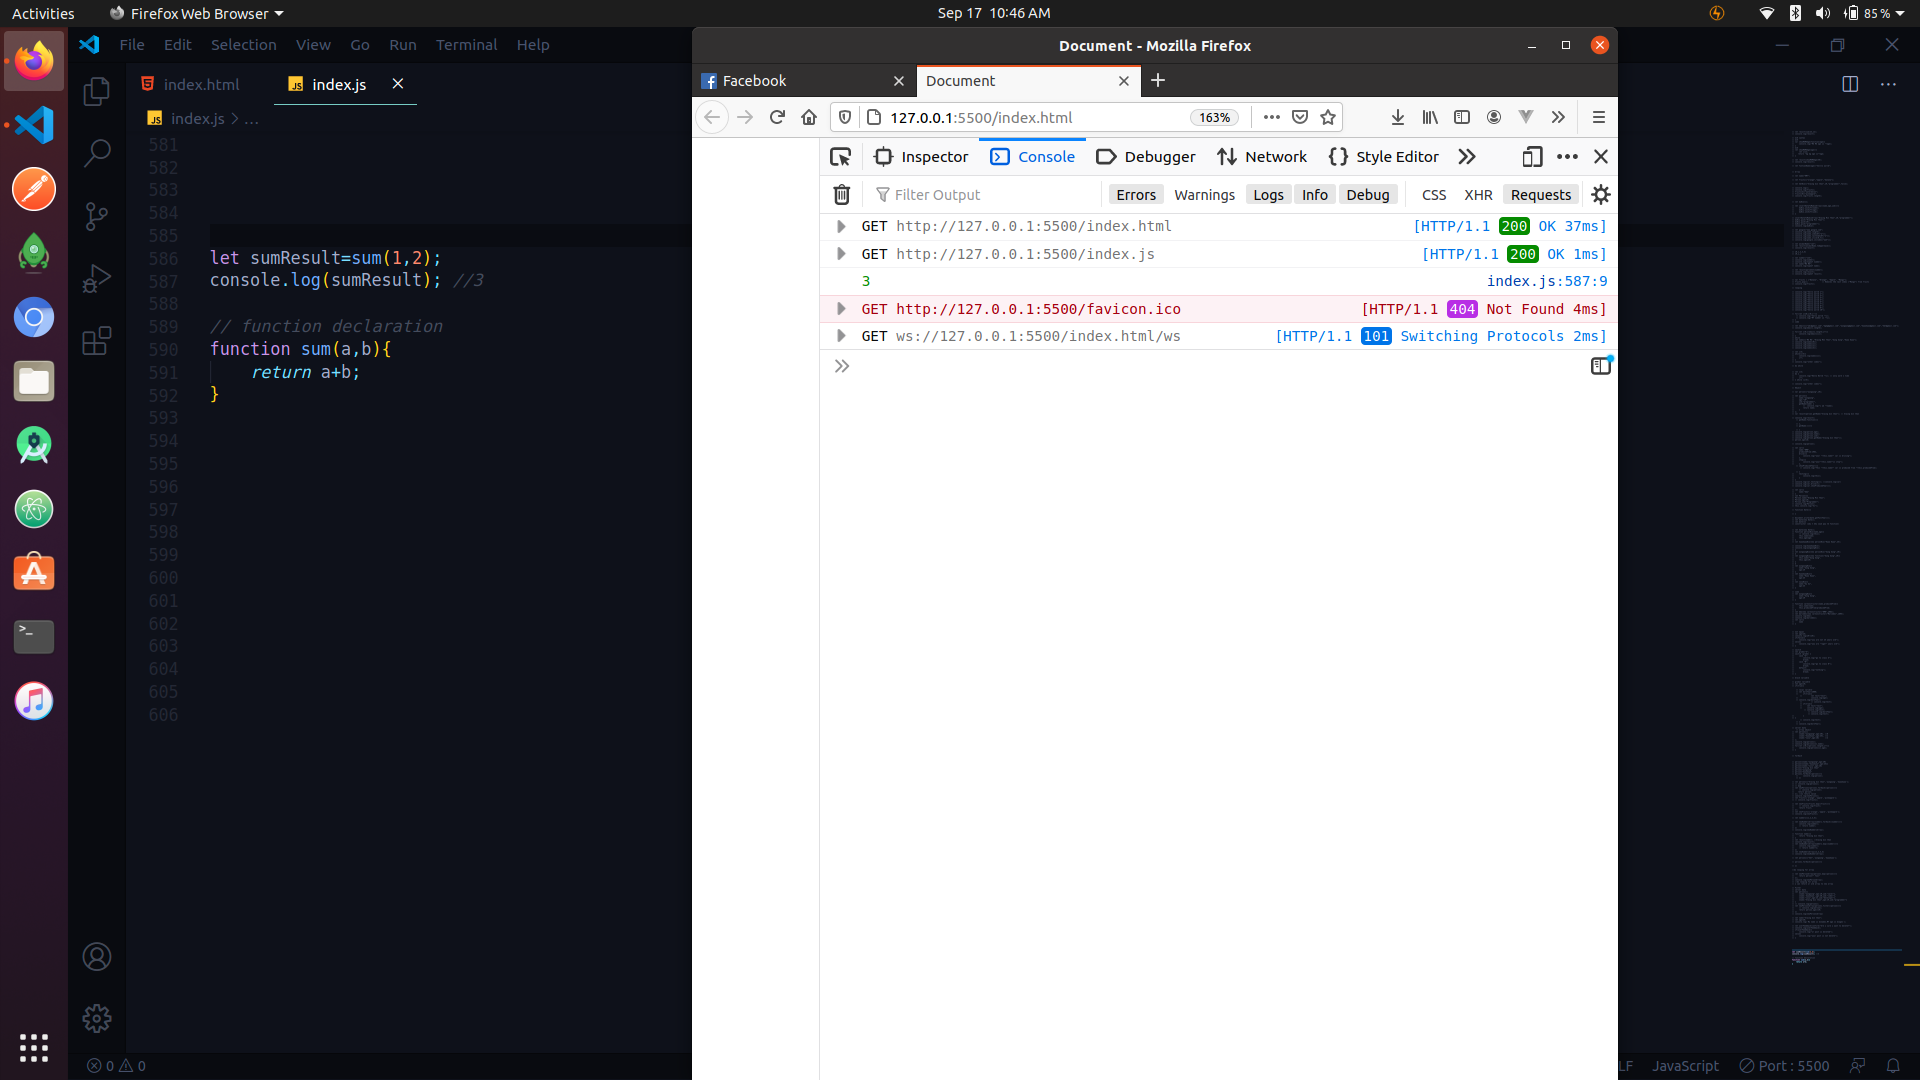 Activities
Firefox Web Browser
Sep 17 10:46 AM
85 %
File Edit Selection View Go Run Terminal Help
index.html
JS index.js
JS index.js > ...
581
582
583
584
585
586 let sumResult=sum(1,2);
587 console.log(sumResult); //3
588
589 // function declaration
590 function sum(a,b){
591 return a+b;
592 }
593
594
595
596
597
598
599
600
601
602
603
604
605
606
0 0
LF JavaScript Port : 5500
Document - Mozilla Firefox
Facebook
Document
127.0.0.1:5500/index.html 163%
Inspector Console Debugger Network Style Editor
Filter Output Errors Warnings Logs Info Debug CSS XHR Requests
GET http://127.0.0.1:5500/index.html [HTTP/1.1 200 OK 37ms]
GET http://127.0.0.1:5500/index.js [HTTP/1.1 200 OK 1ms]
3 index.js:587:9
GET http://127.0.0.1:5500/favicon.ico [HTTP/1.1 404 Not Found 4ms]
GET ws://127.0.0.1:5500/index.html/ws [HTTP/1.1 101 Switching Protocols 2ms]